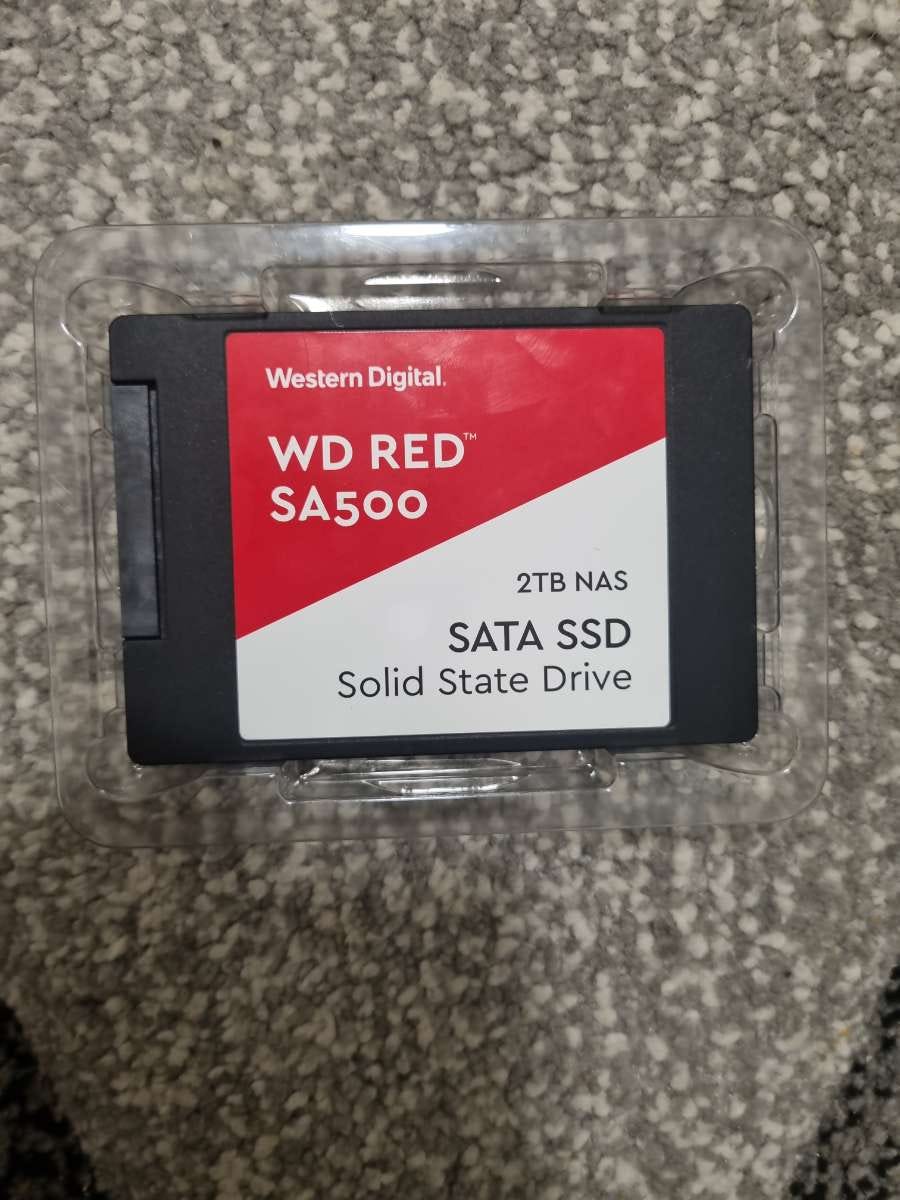 Western Digital.
WD RED™
SA500
2TB NAS
SATA SSD
Solid State Drive